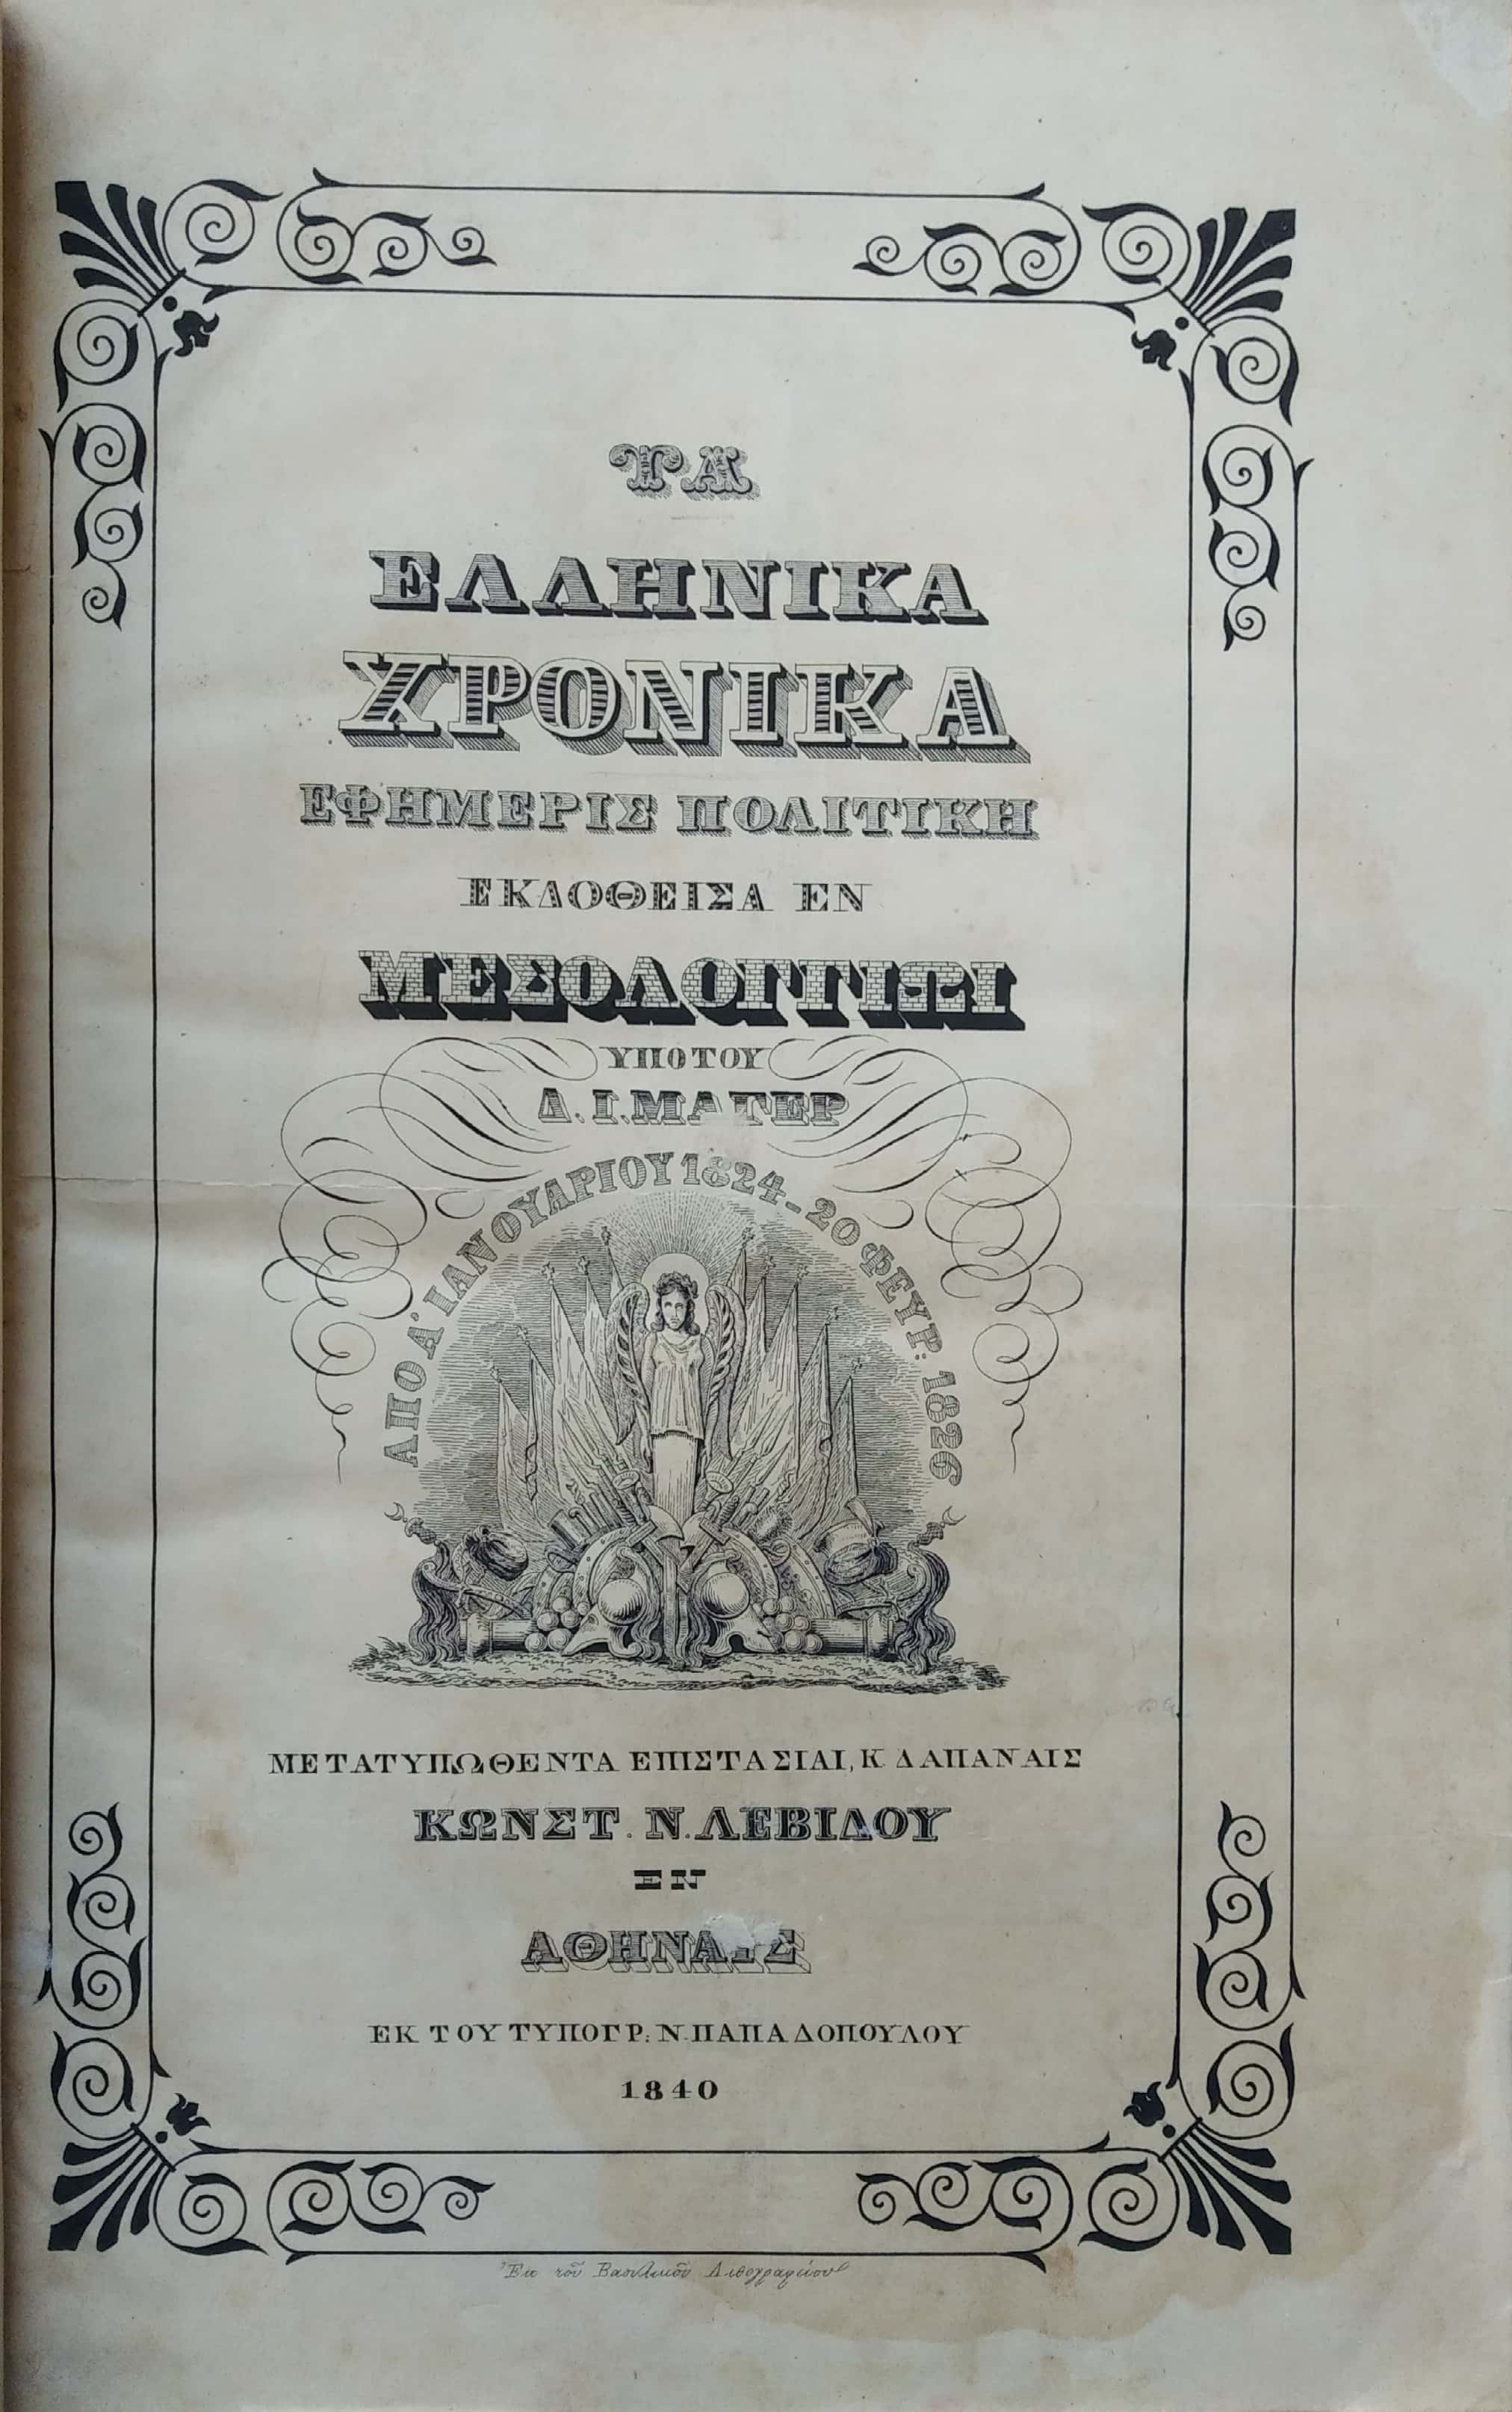 ΤΑ
ΕΛΛΗΝΙΚΑ
ΧΡΟΝΙΚΑ
ΕΦΗΜΕΡΙΣ ΠΟΛΙΤΙΚΗ
ΕΚΔΟΘΕΙΣΑ ΕΝ
ΜΕΣΟΛΟΓΓΙΩΙ
ΥΠΟ ΤΟΥ
Δ. Ι. ΜΑΓΕΡ
ΑΠΟ Α' ΙΑΝΟΥΑΡΙΟΥ 1824 - 20 ΦΕΥΡ: 1826
ΜΕΤΑΤΥΠΩΘΕΝΤΑ ΕΠΙΣΤΑΣΙΑΙ, Κ ΔΑΠΑΝΑΙΣ
ΚΩΝΣΤ. Ν. ΛΕΒΙΔΟΥ
ΕΝ
ΑΘΗΝΑΙΣ
ΕΚ ΤΟΥ ΤΥΠΟΓΡ: Ν. ΠΑΠΑΔΟΠΟΥΛΟΥ
1840
Ἐκ τοῦ Βασιλικοῦ Λιθογραφείου